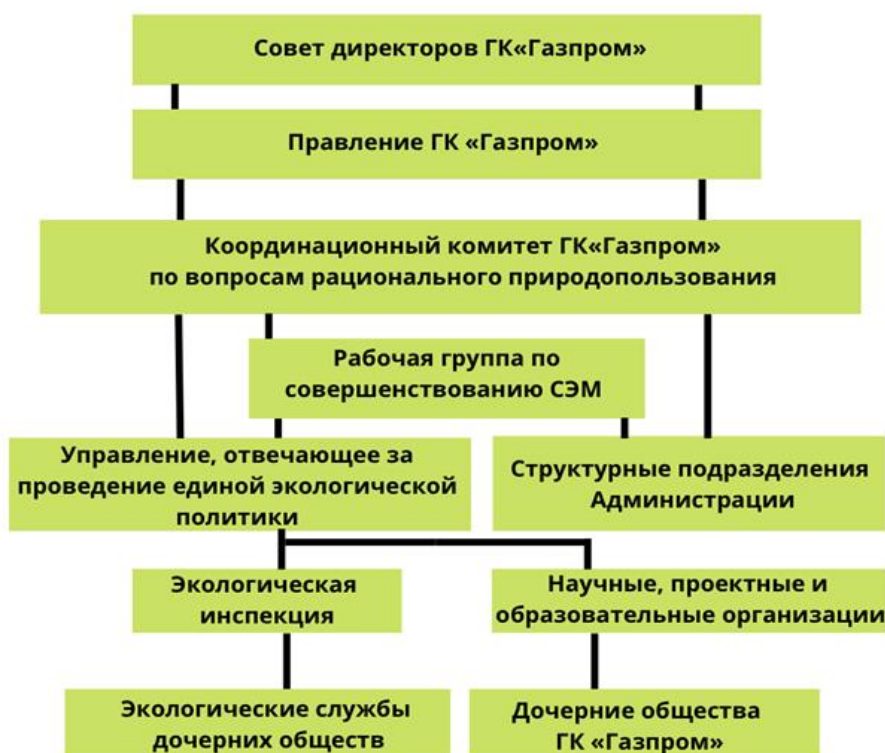 Совет директоров ГК«Газпром»
Правление ГК «Газпром»
Координационный комитет ГК«Газпром»
по вопросам рационального природопользования
Рабочая группа по
совершенствованию СЭМ
Управление, отвечающее за
проведение единой экологической
политики
Структурные подразделения
Администрации
Экологическая
инспекция
Научные, проектные и
образовательные организации
Экологические службы
дочерних обществ
Дочерние общества
ГК «Газпром»